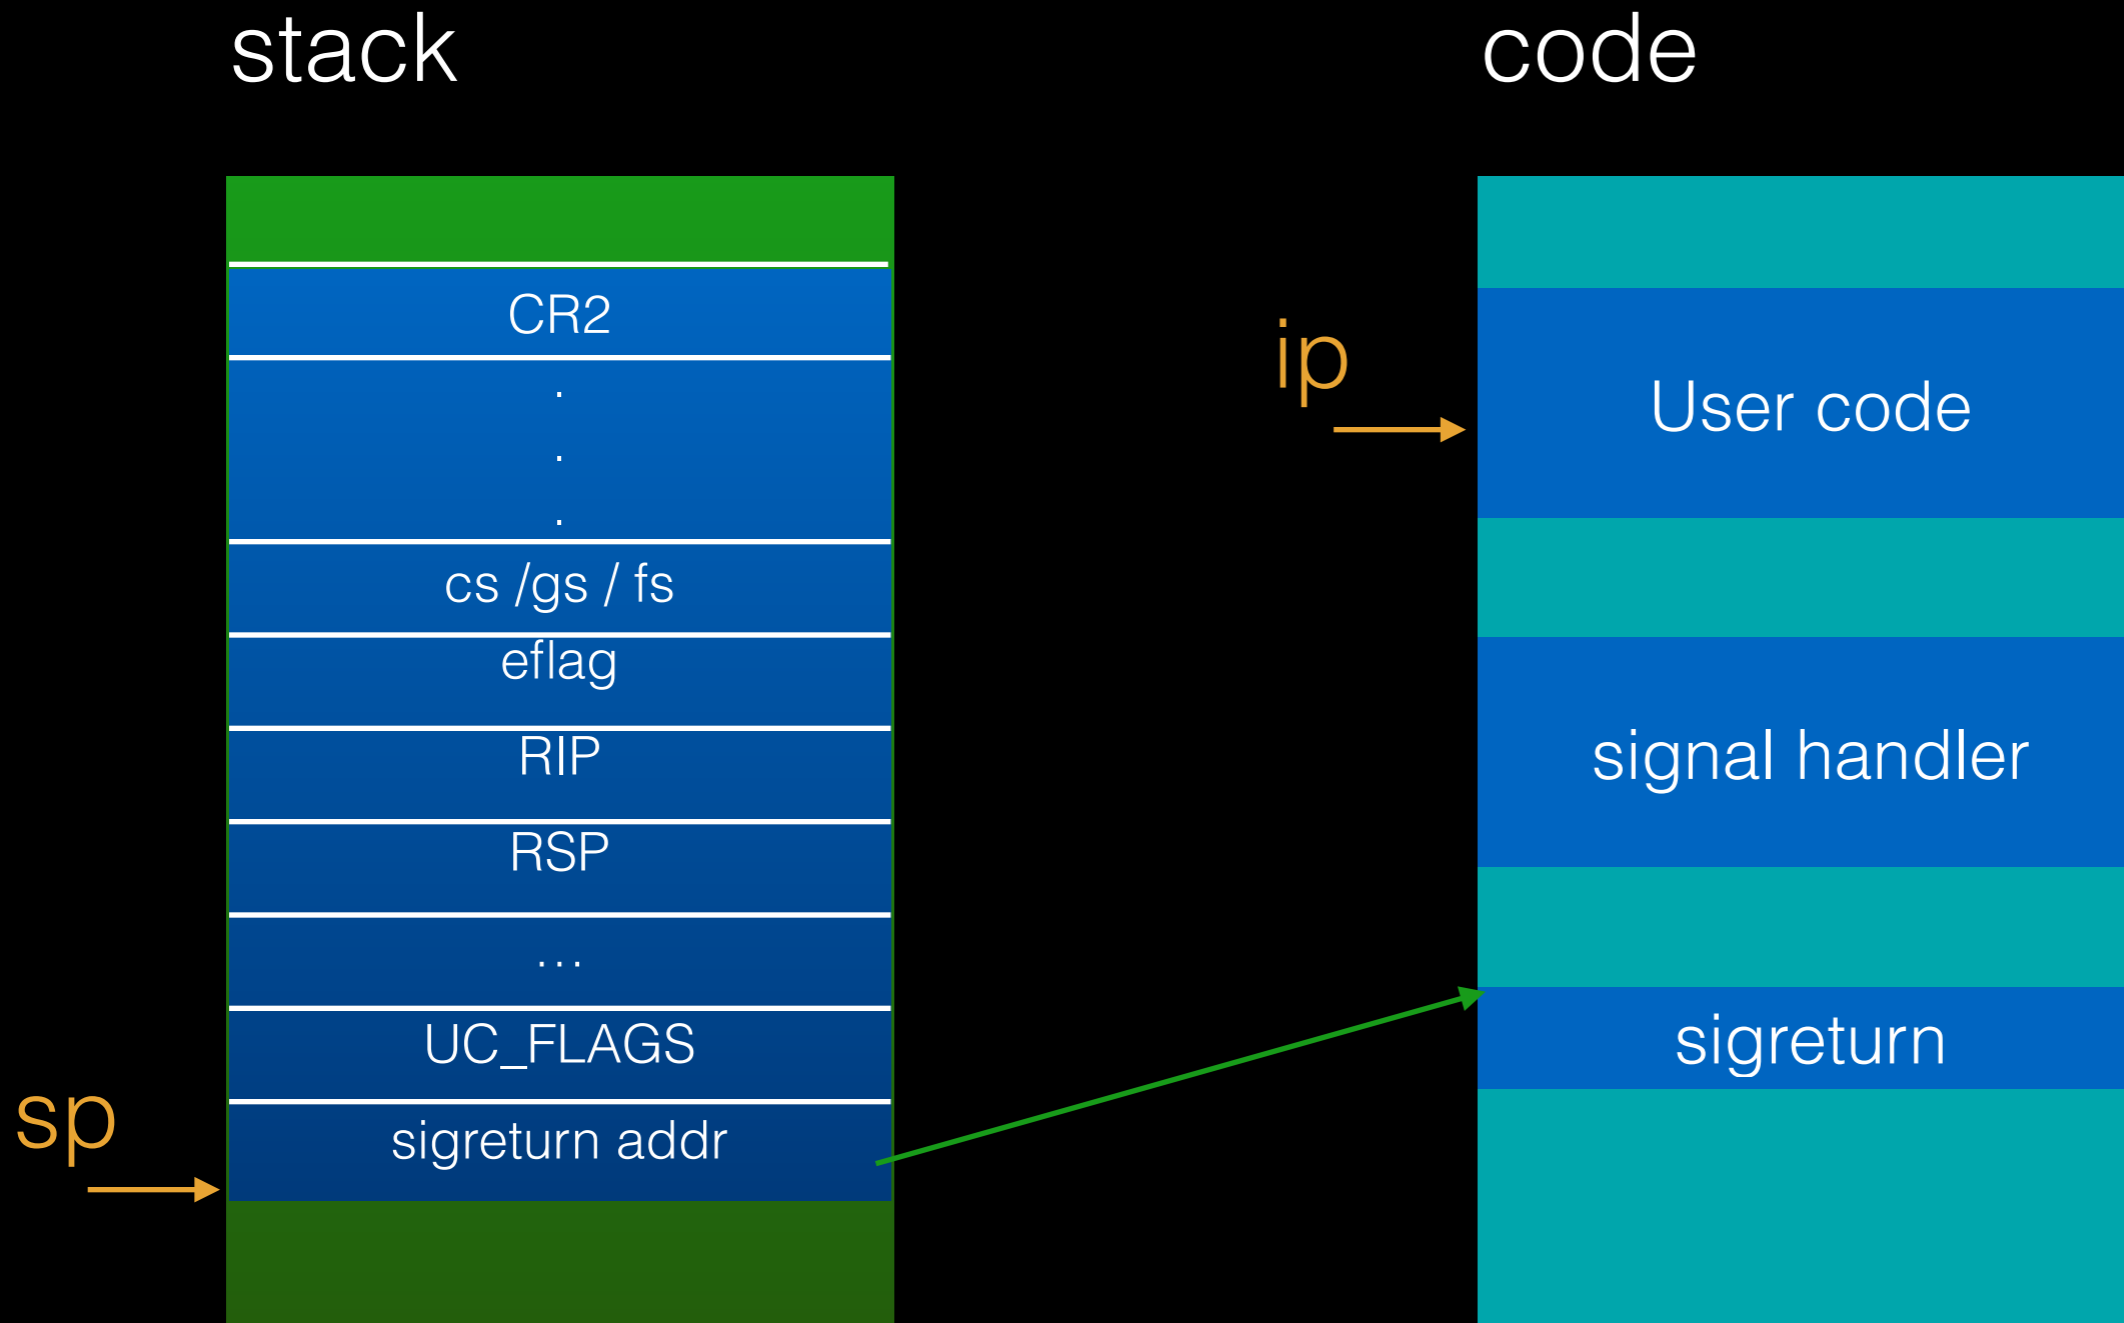 stack
CR2
.
.
.
cs /gs / fs
eflag
RIP
RSP
...
UC_FLAGS
sigreturn addr
sp
code
ip
User code
signal handler
sigreturn